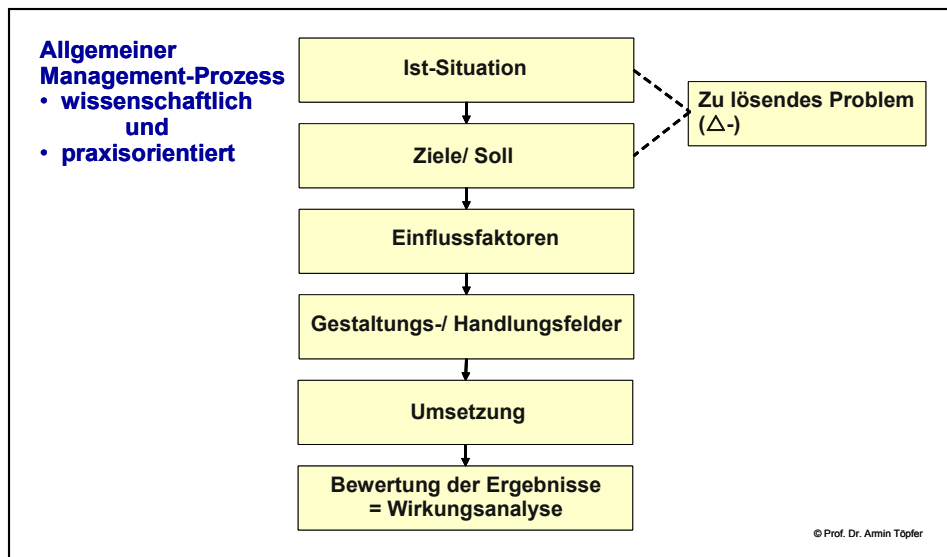 Allgemeiner
Management-Prozess
• wissenschaftlich
und
• praxisorientiert
Ist-Situation
Zu lösendes Problem
(△-)
Ziele/ Soll
Einflussfaktoren
Gestaltungs-/ Handlungsfelder
Umsetzung
Bewertung der Ergebnisse
= Wirkungsanalyse
© Prof. Dr. Armin Töpfer